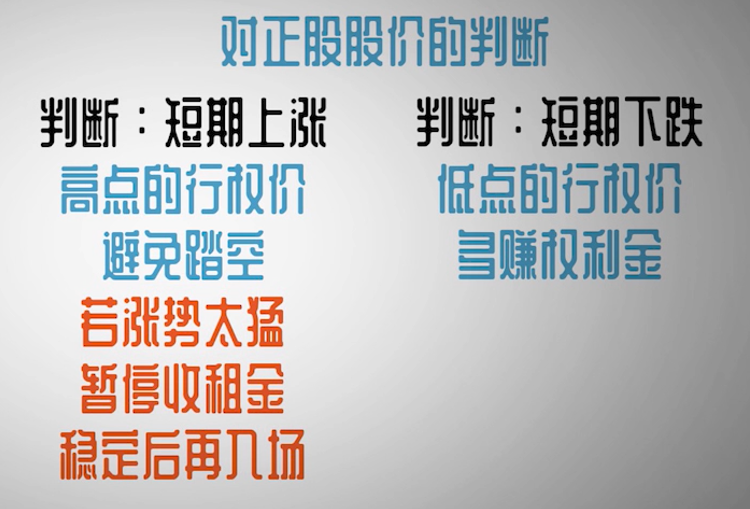 对正股股价的判断
判断：短期上涨
高点的行权价
避免踏空
若涨势太猛
暂停收租金
稳定后再入场
判断：短期下跌
低点的行权价
多赚权利金